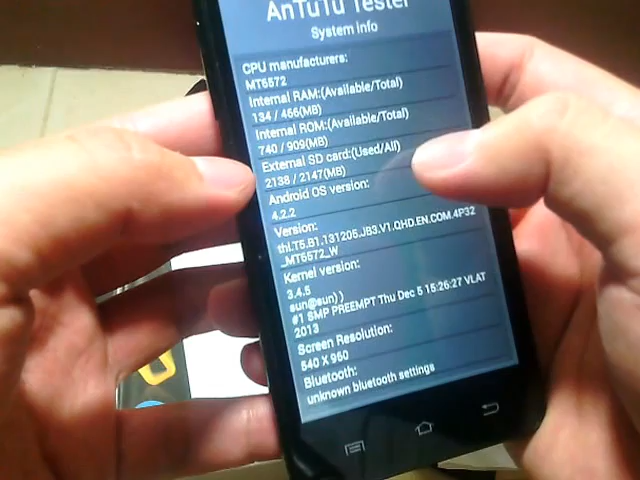 AnTuTu Tester
System info
CPU manufacturers:
MT6572
Internal RAM:(Available/Total)
134 / 466(MB)
Internal ROM:(Available/Total)
740 / 909(MB)
External SD card:(Used/All)
2138 / 2147(MB)
Android OS version:
4.2.2
Version:
thl.T5.B1.131205.JB3.V1.QHD.EN.COM.4P32
_MT6572_W
Kernel version:
3.4.5
sun@sun) )
#1 SMP PREEMPT Thu Dec 5 15:26:27 VLAT
2013
Screen Resolution:
540 X 960
Bluetooth:
unknown bluetooth settings